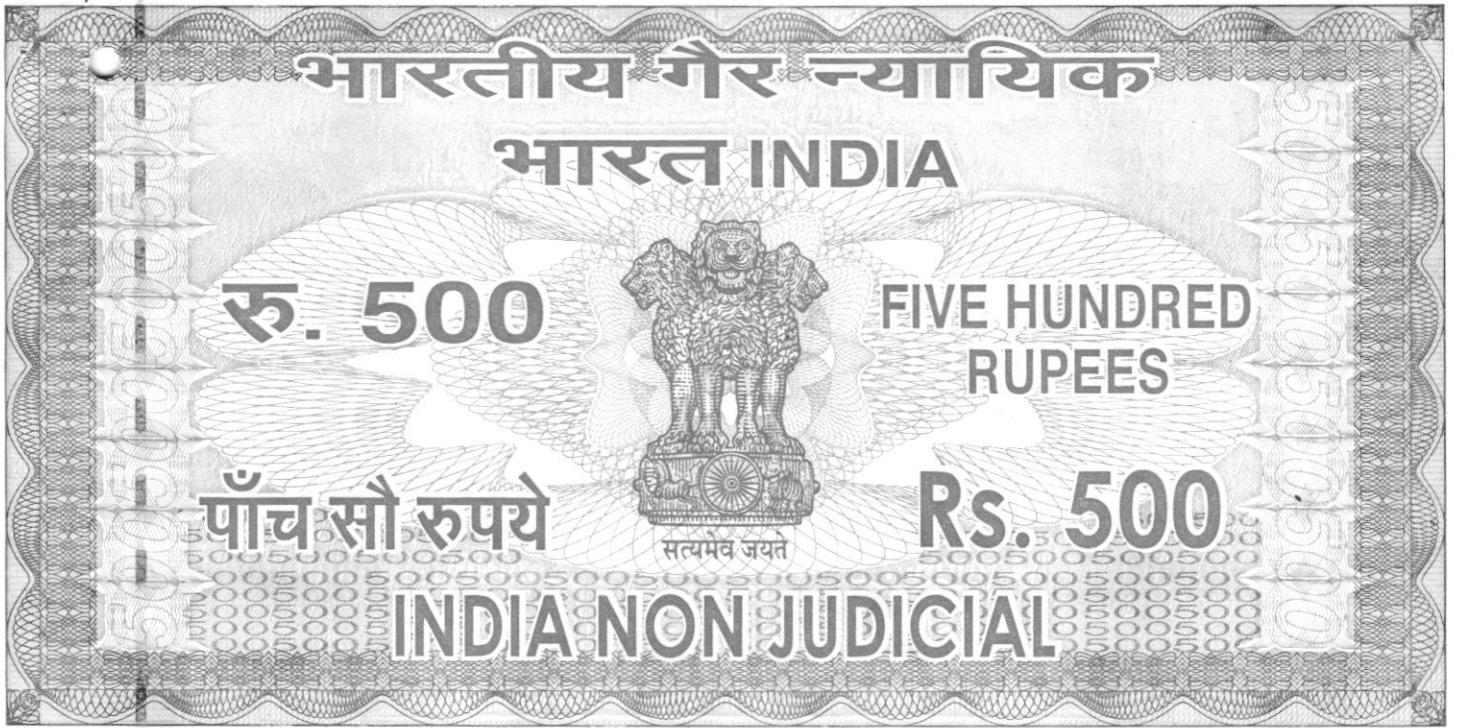 भारतीय गैर न्यायिक
भारत INDIA
रु. 500
FIVE HUNDRED
RUPEES
पाँच सौ रुपये
Rs. 500
सत्यमेव जयते
INDIA NON JUDICIAL